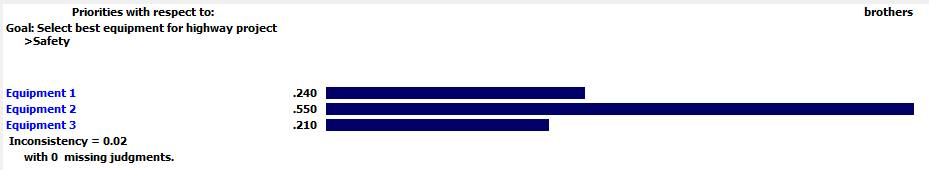 Priorities with respect to: brothers
Goal: Select best equipment for highway project
>Safety
Equipment 1 .240
Equipment 2 .550
Equipment 3 .210
Inconsistency = 0.02
with 0 missing judgments.